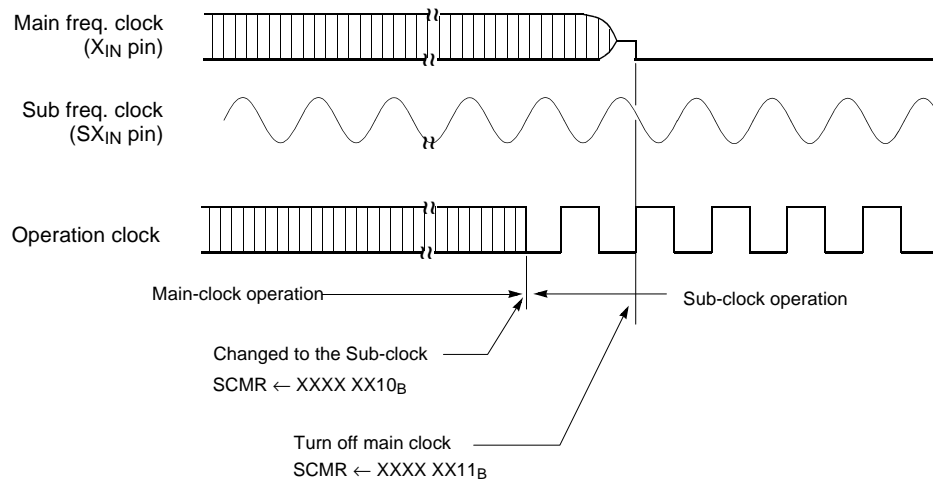 Main freq. clock
(XIN pin)
Sub freq. clock
(SXIN pin)
Operation clock
Main-clock operation
Sub-clock operation
Changed to the Sub-clock
SCMR ← XXXX XX10B
Turn off main clock
SCMR ← XXXX XX11B